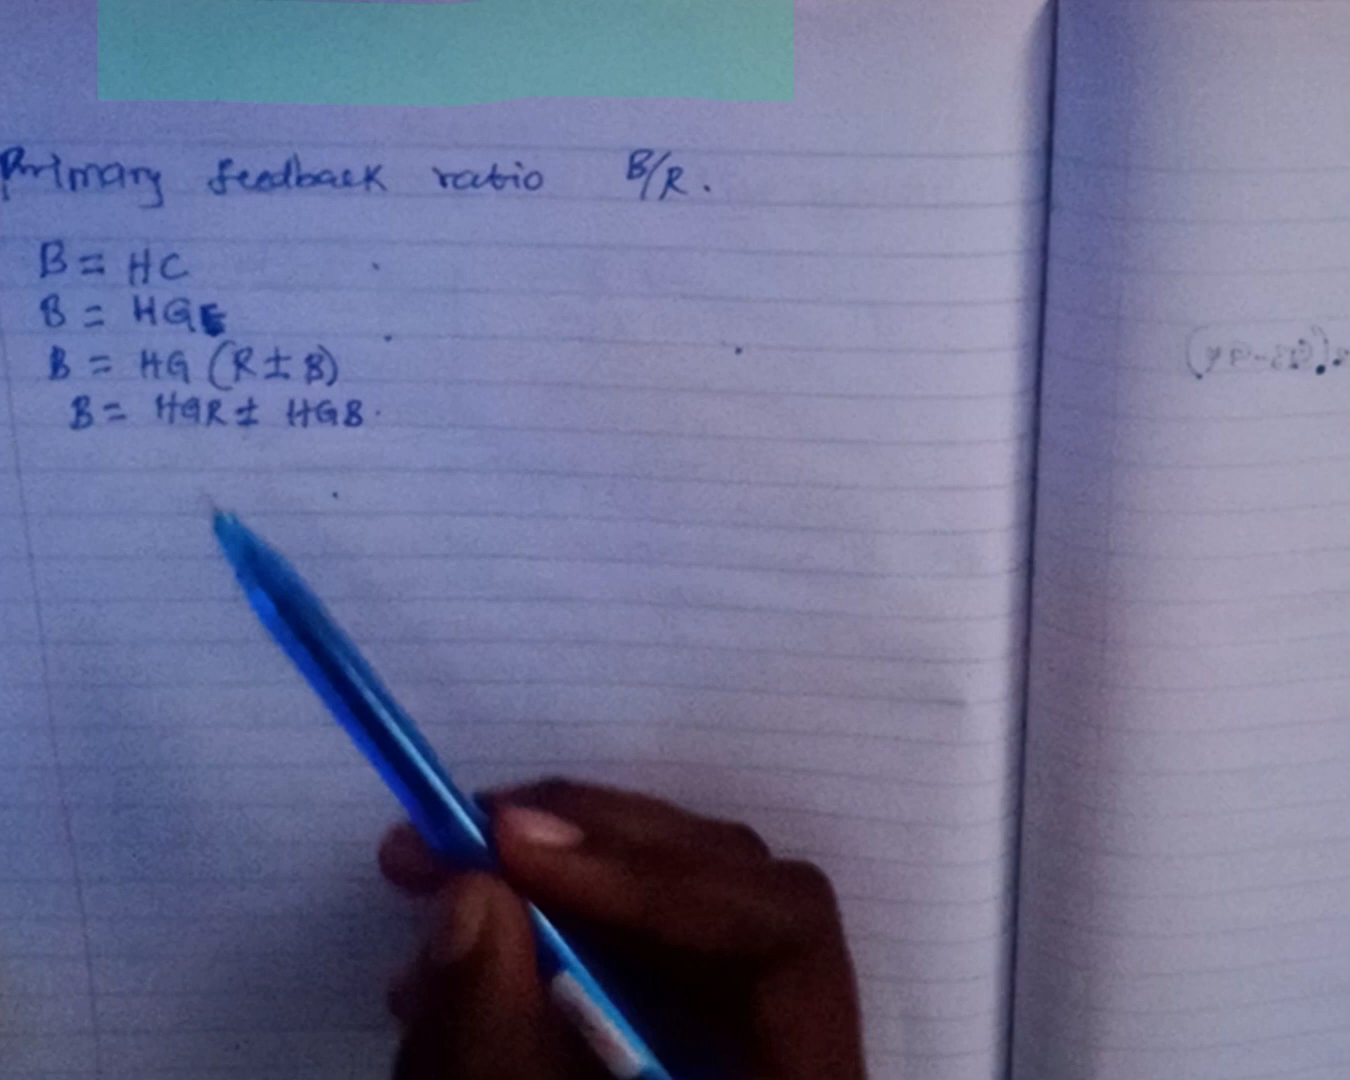 Primary feedback ratio B/R.
B = HC
B = HGE
B = HG (R ± B)
B = HGR ± HGB.